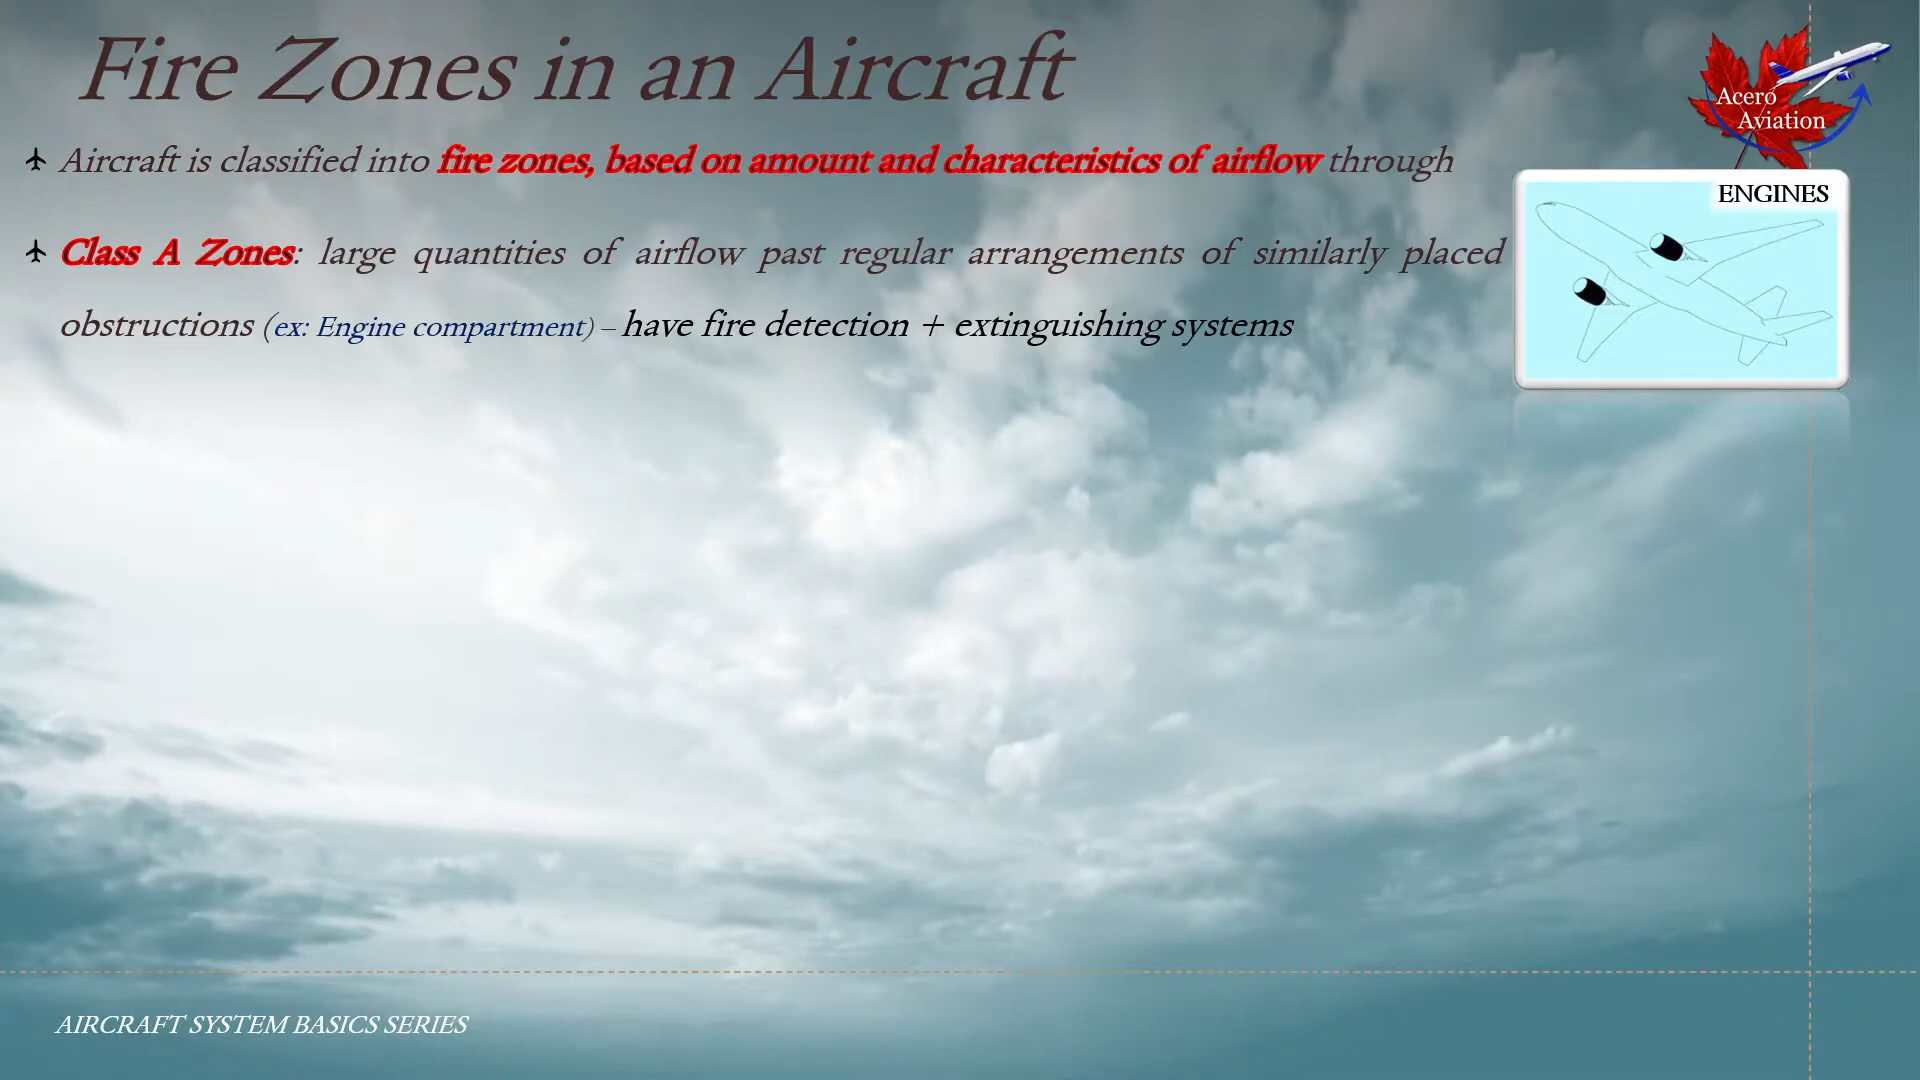 Fire Zones in an Aircraft
Acero
Aviation
Aircraft is classified into fire zones, based on amount and characteristics of airflow through
ENGINES
Class A Zones: large quantities of airflow past regular arrangements of similarly placed
obstructions (ex: Engine compartment) – have fire detection + extinguishing systems
AIRCRAFT SYSTEM BASICS SERIES